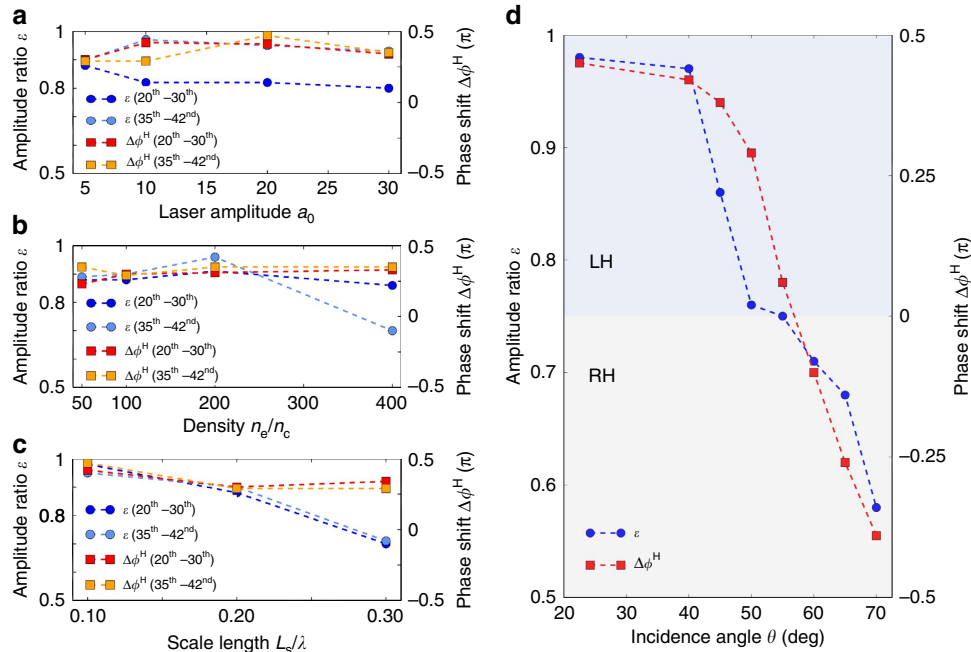 a
1
0.8
0.5
Amplitude ratio ε
0.5
0
−0.5
Phase shift Δϕᴴ (π)
ε (20ᵗʰ –30ᵗʰ)
ε (35ᵗʰ –42ⁿᵈ)
Δϕᴴ (20ᵗʰ –30ᵗʰ)
Δϕᴴ (35ᵗʰ –42ⁿᵈ)
5 10 15 20 25 30
Laser amplitude a₀
b
1
0.8
0.5
Amplitude ratio ε
0.5
0
−0.5
Phase shift Δϕᴴ (π)
ε (20ᵗʰ –30ᵗʰ)
ε (35ᵗʰ –42ⁿᵈ)
Δϕᴴ (20ᵗʰ –30ᵗʰ)
Δϕᴴ (35ᵗʰ –42ⁿᵈ)
50 100 200 300 400
Density nₑ/n_c
c
1
0.8
0.5
Amplitude ratio ε
0.5
0
−0.5
Phase shift Δϕᴴ (π)
ε (20ᵗʰ –30ᵗʰ)
ε (35ᵗʰ –42ⁿᵈ)
Δϕᴴ (20ᵗʰ –30ᵗʰ)
Δϕᴴ (35ᵗʰ –42ⁿᵈ)
0.10 0.20 0.30
Scale length Lₛ/λ
d
1
0.9
0.8
0.7
0.6
0.5
Amplitude ratio ε
LH
RH
ε
Δϕᴴ
0.5
0.25
0
−0.25
−0.5
Phase shift Δϕᴴ (π)
20 30 40 50 60 70
Incidence angle θ (deg)